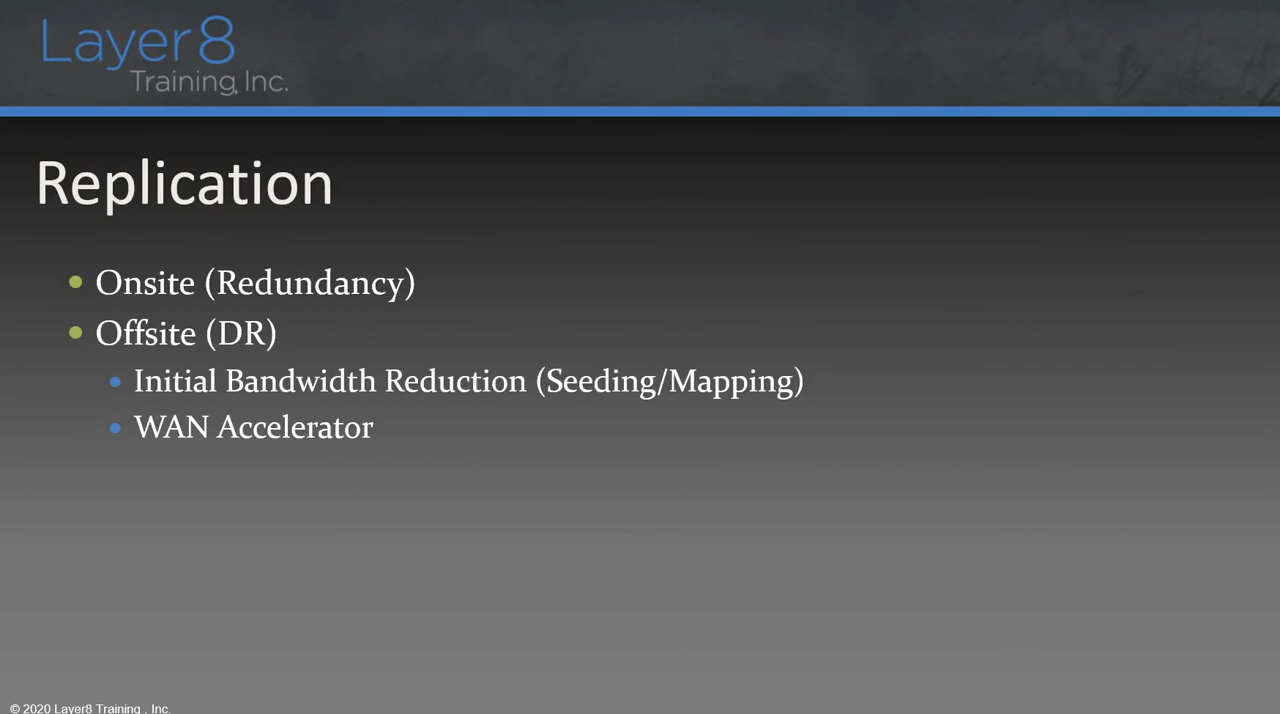 Layer8
Training, Inc.
Replication
Onsite (Redundancy)
Offsite (DR)
Initial Bandwidth Reduction (Seeding/Mapping)
WAN Accelerator
© 2020 Layer8 Training , Inc.